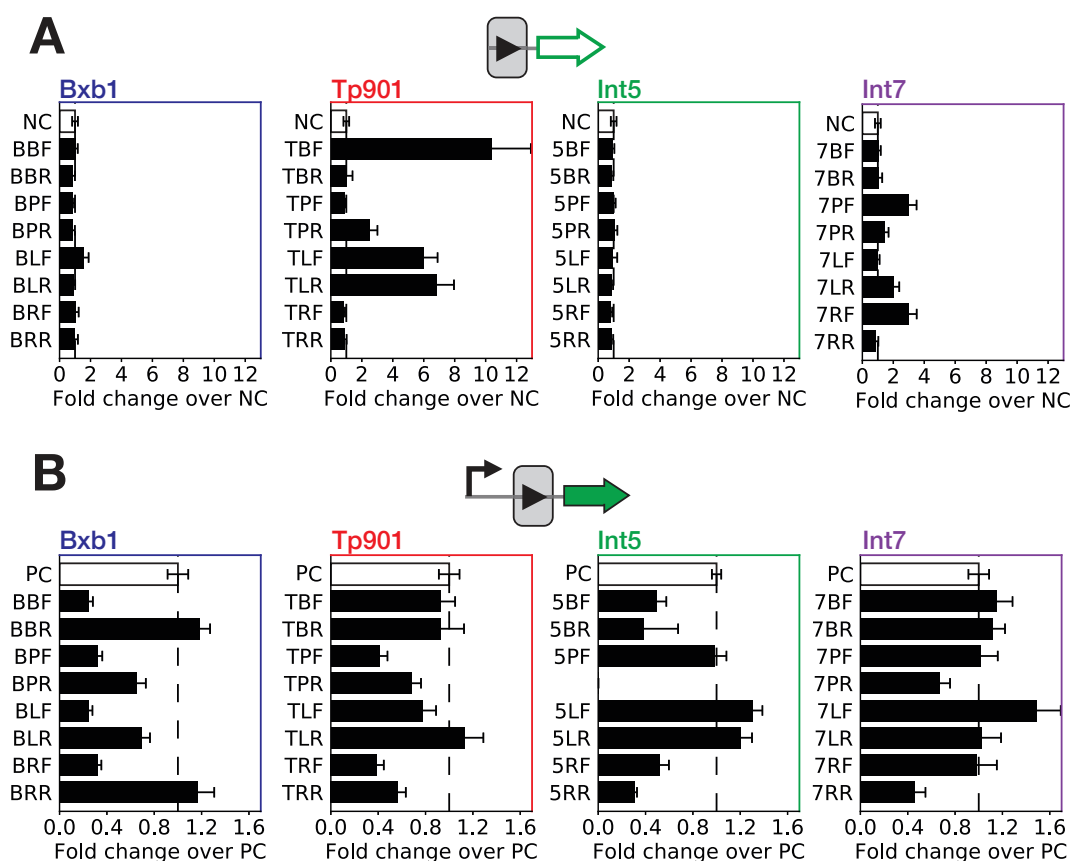 A
Bxb1 Tp901 Int5 Int7
NC NC NC NC
BBF TBF 5BF 7BF
BBR TBR 5BR 7BR
BPF TPF 5PF 7PF
BPR TPR 5PR 7PR
BLF TLF 5LF 7LF
BLR TLR 5LR 7LR
BRF TRF 5RF 7RF
BRR TRR 5RR 7RR
0 2 4 6 8 10 12 0 2 4 6 8 10 12 0 2 4 6 8 10 12 0 2 4 6 8 10 12
Fold change over NC Fold change over NC Fold change over NC Fold change over NC
B
Bxb1 Tp901 Int5 Int7
PC PC PC PC
BBF TBF 5BF 7BF
BBR TBR 5BR 7BR
BPF TPF 5PF 7PF
BPR TPR 7PR
BLF TLF 5LF 7LF
BLR TLR 5LR 7LR
BRF TRF 5RF 7RF
BRR TRR 5RR 7RR
0.0 0.4 0.8 1.2 1.6 0.0 0.4 0.8 1.2 1.6 0.0 0.4 0.8 1.2 1.6 0.0 0.4 0.8 1.2 1.6
Fold change over PC Fold change over PC Fold change over PC Fold change over PC